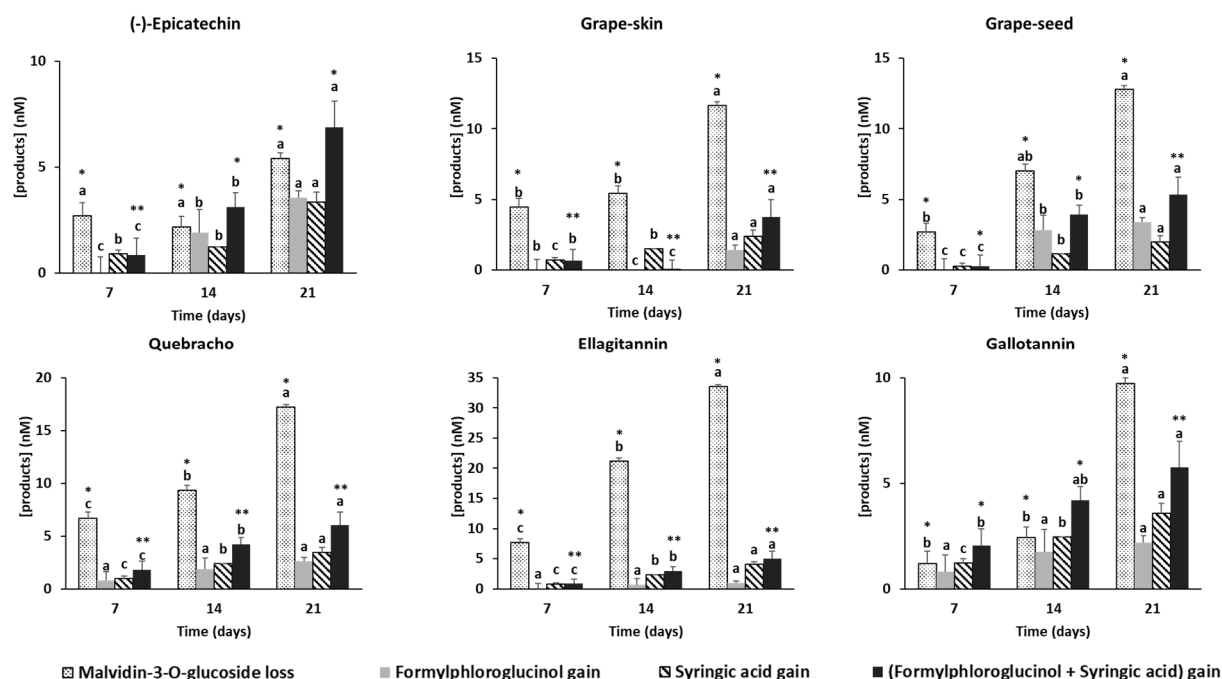 (-)-Epicatechin
[products] (nM)
10
5
0
* a c b ** c
* a b b * b
* a a a * a
7 14 21
Time (days)
Grape-skin
[products] (nM)
15
10
5
0
* b b c ** b
* b c b ** c
* a a a ** a
7 14 21
Time (days)
Grape-seed
[products] (nM)
15
10
5
0
* b c c * c
* ab b b * b
* a a a ** a
7 14 21
Time (days)
Quebracho
[products] (nM)
20
15
10
5
0
* c a c ** c
* b a b ** b
* a a a ** a
7 14 21
Time (days)
Ellagitannin
[products] (nM)
35
30
25
20
15
10
5
0
* c a c ** c
* b a b ** b
* a a a ** a
7 14 21
Time (days)
Gallotannin
[products] (nM)
10
5
0
* b a c * b
* b a b * ab
* a a a ** a
7 14 21
Time (days)
Malvidin-3-O-glucoside loss Formylphloroglucinol gain Syringic acid gain (Formylphloroglucinol + Syringic acid) gain